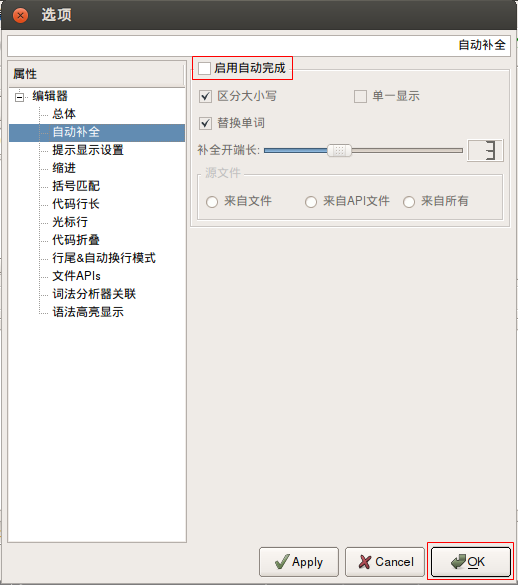 选项
自动补全
属性
编辑器
总体
自动补全
提示显示设置
缩进
括号匹配
代码行长
光标行
代码折叠
行尾&自动换行模式
文件APIs
词法分析器关联
语法高亮显示
启用自动完成
区分大小写 单一显示
替换单词
补全开端长: 3
源文件
来自文件 来自API文件 来自所有
Apply Cancel OK